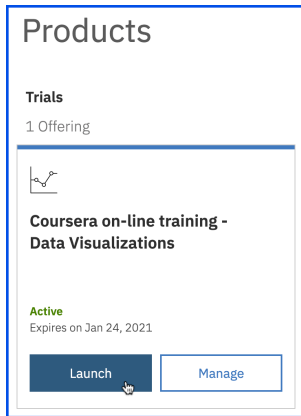 Products
Trials
1 Offering
Coursera on-line training -
Data Visualizations
Active
Expires on Jan 24, 2021
Launch
Manage